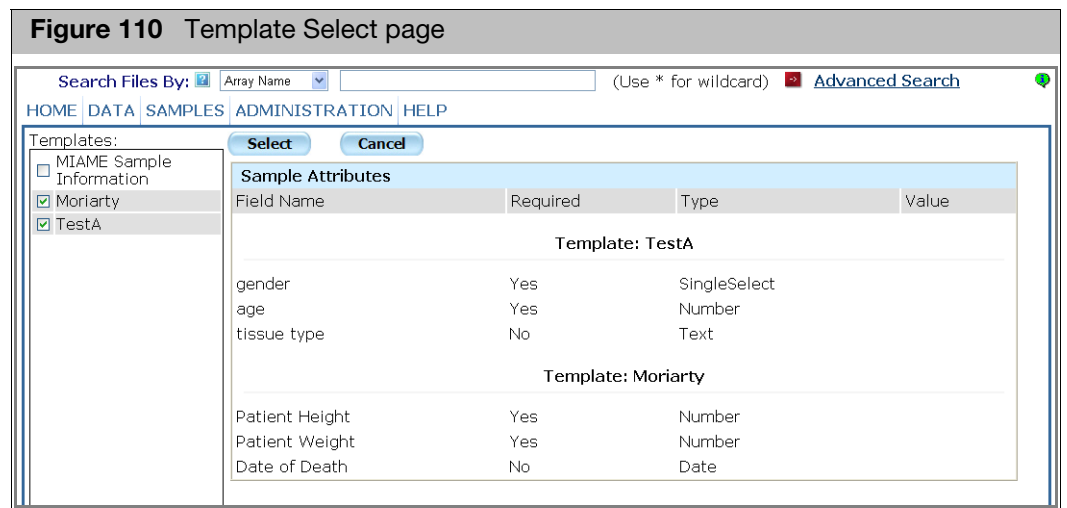 Figure 110 Template Select page
Search Files By: ? Array Name (Use * for wildcard) Advanced Search
HOME DATA SAMPLES ADMINISTRATION HELP
Templates:
MIAME Sample
Information
Moriarty
TestA
Select Cancel
Sample Attributes
Field Name Required Type Value
Template: TestA
gender Yes SingleSelect
age Yes Number
tissue type No Text
Template: Moriarty
Patient Height Yes Number
Patient Weight Yes Number
Date of Death No Date